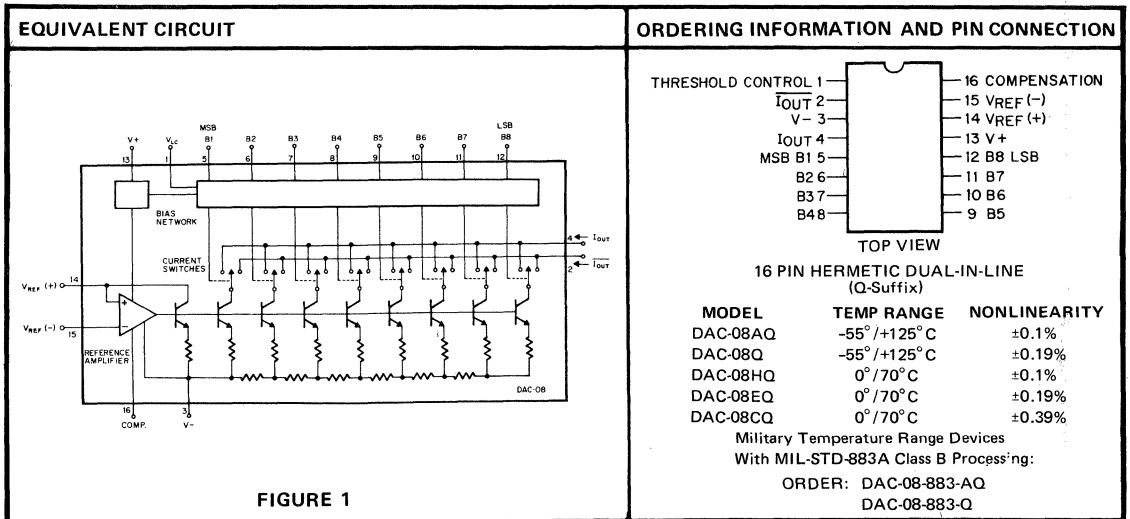 EQUIVALENT CIRCUIT
MSB LSB
V+ VLC B1 B2 B3 B4 B5 B6 B7 B8
13 1 5 6 7 8 9 10 11 12
BIAS
NETWORK
CURRENT
SWITCHES
4 IOUT
2 I̅O̅U̅T̅
14
VREF (+)
+
VREF (-) −
15
REFERENCE
AMPLIFIER
DAC-08
16 3
COMP. V-
FIGURE 1
ORDERING INFORMATION AND PIN CONNECTION
THRESHOLD CONTROL 1 16 COMPENSATION
I̅O̅U̅T̅ 2 15 VREF (−)
V− 3 14 VREF (+)
IOUT 4 13 V+
MSB B1 5 12 B8 LSB
B2 6 11 B7
B3 7 10 B6
B4 8 9 B5
TOP VIEW
16 PIN HERMETIC DUAL-IN-LINE
(Q-Suffix)
MODEL TEMP RANGE NONLINEARITY
DAC-08AQ -55°/+125°C ±0.1%
DAC-08Q -55°/+125°C ±0.19%
DAC-08HQ 0°/70°C ±0.1%
DAC-08EQ 0°/70°C ±0.19%
DAC-08CQ 0°/70°C ±0.39%
Military Temperature Range Devices
With MIL-STD-883A Class B Processing:
ORDER: DAC-08-883-AQ
DAC-08-883-Q